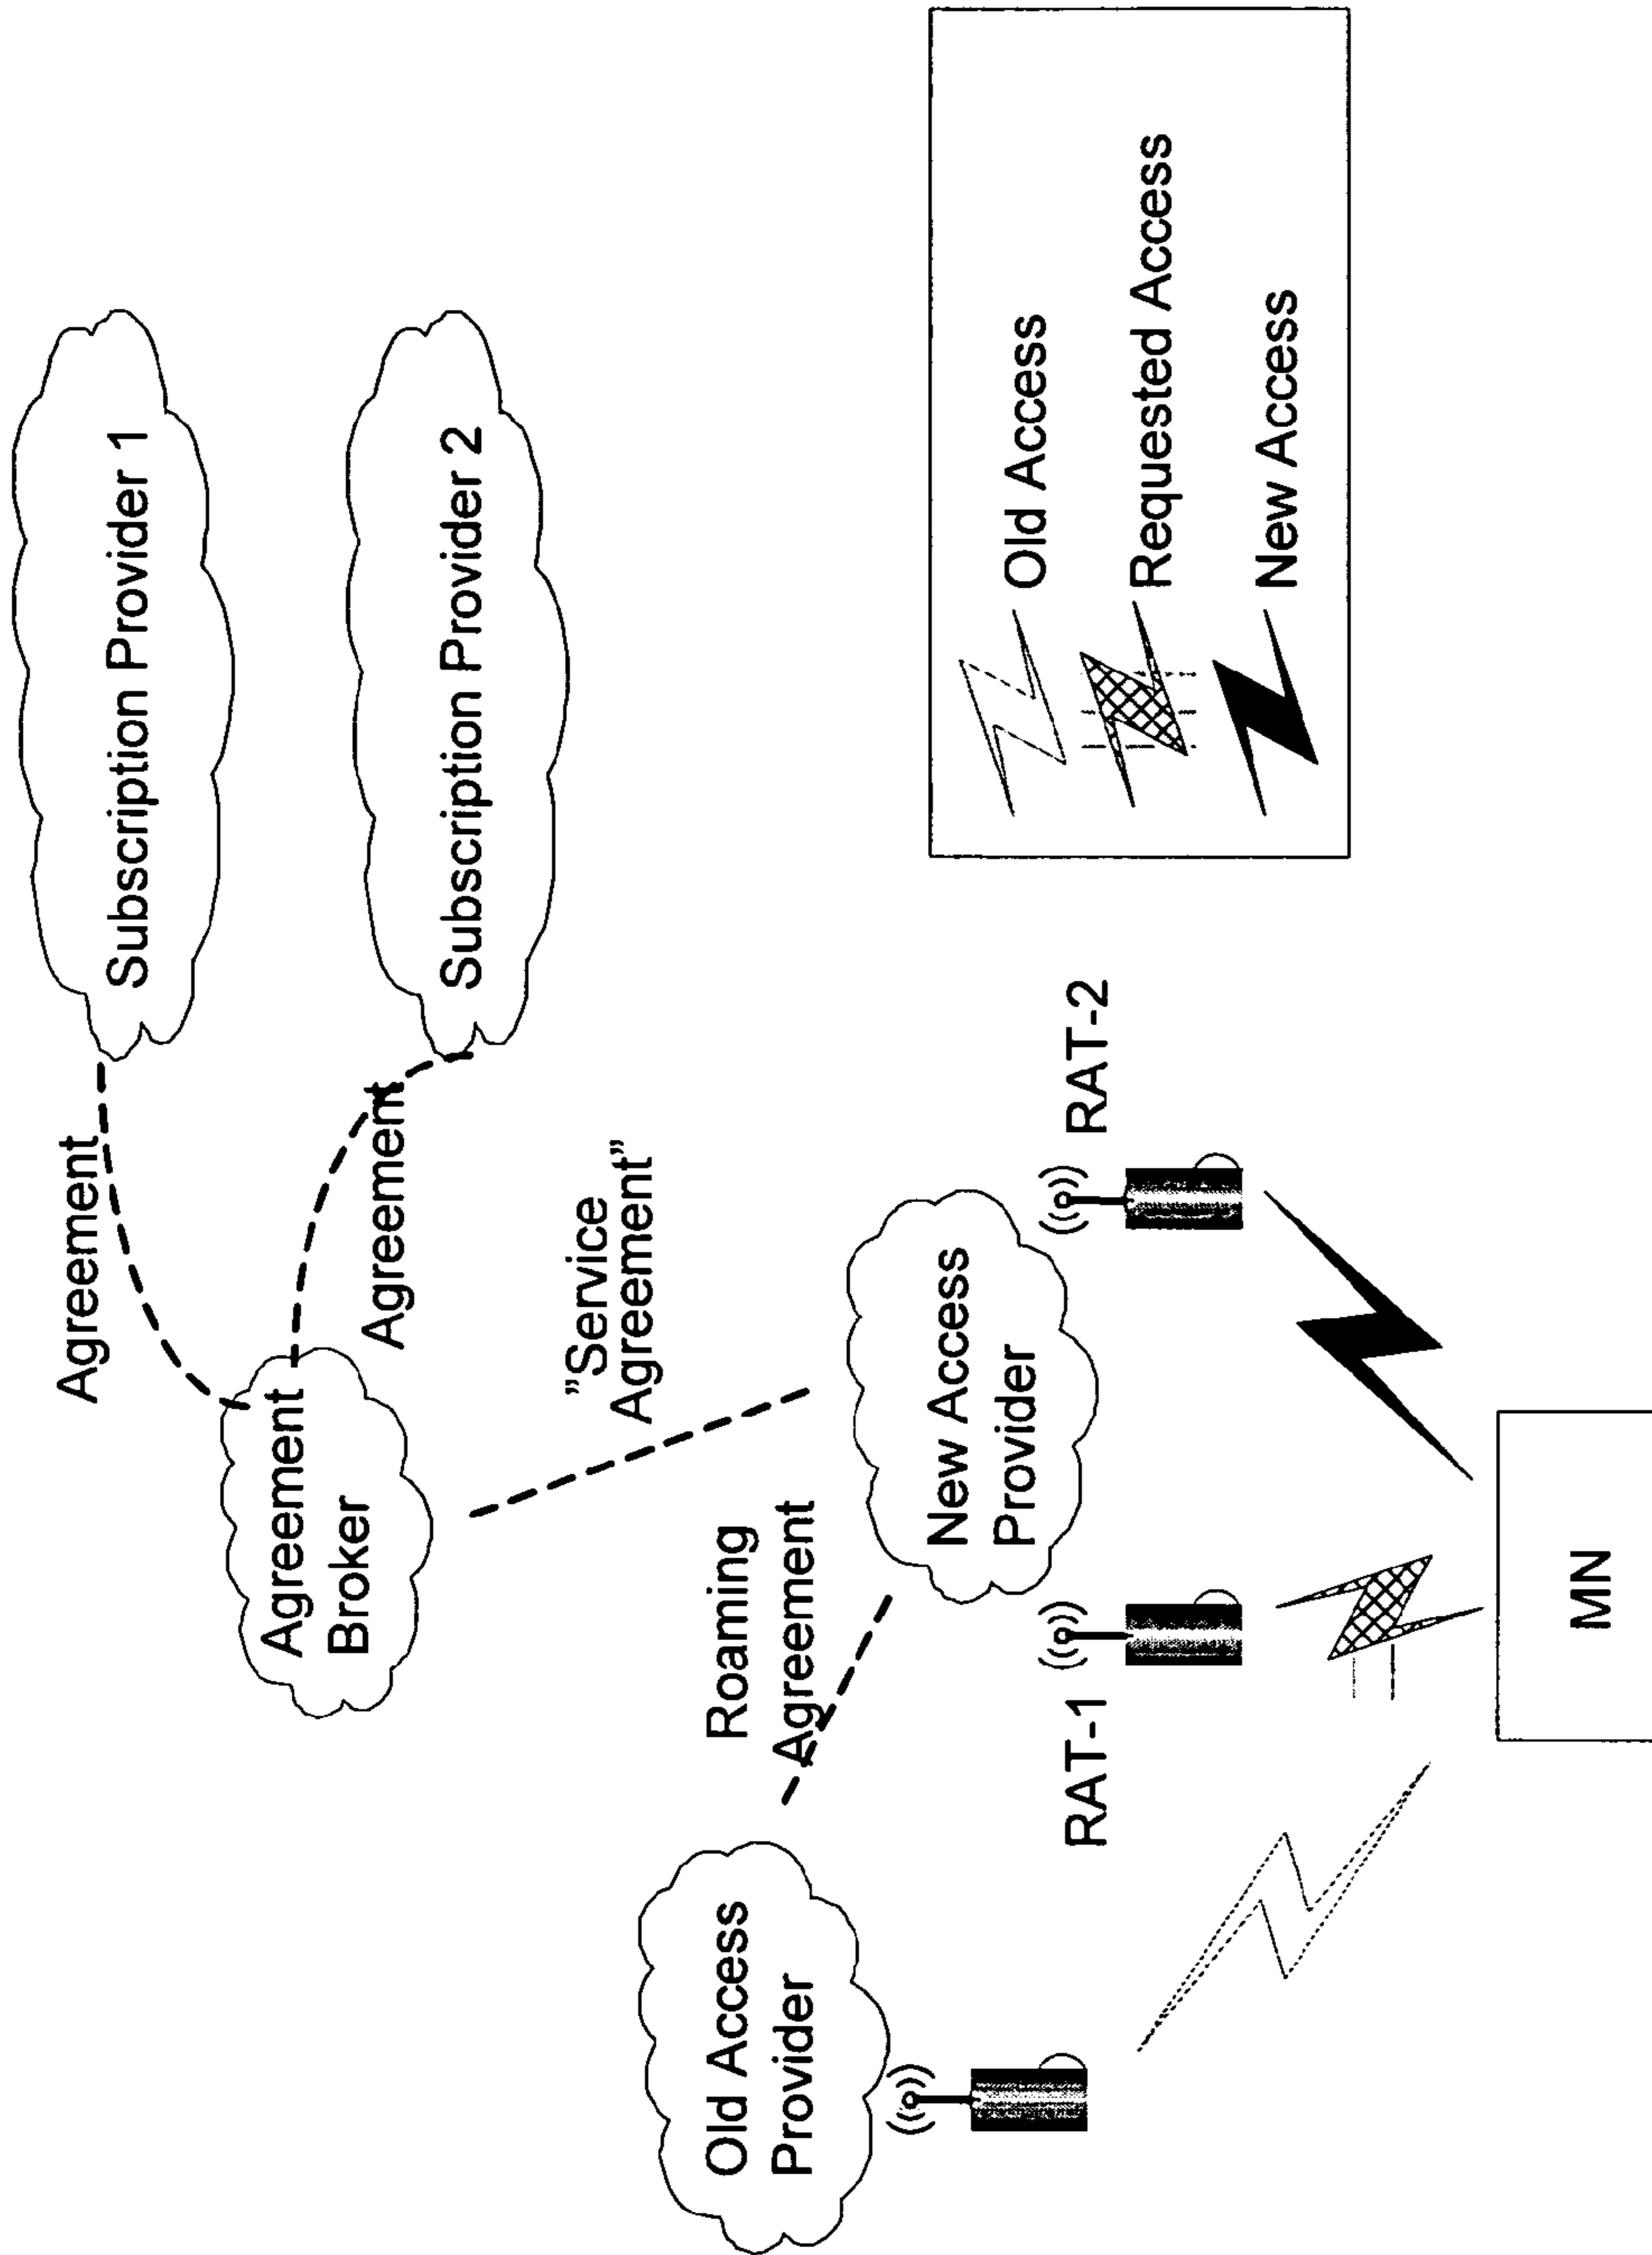 Agreement
Subscription Provider 1
Agreement
Broker
Agreement
Subscription Provider 2
”Service
Agreement”
Roaming
Agreement
Old Access
Provider
New Access
Provider
RAT-1
RAT-2
MN
Old Access
Requested Access
New Access